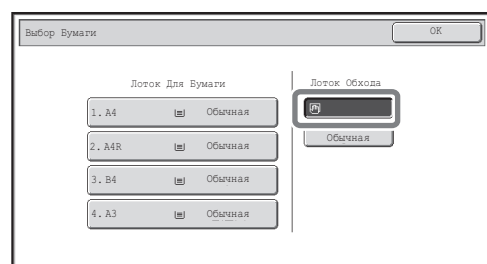 Выбор Бумаги
OK
Лоток Для Бумаги
Лоток Обхода
1. A4 Обычная
2. A4R Обычная
3. B4 Обычная
4. A3 Обычная
Обычная